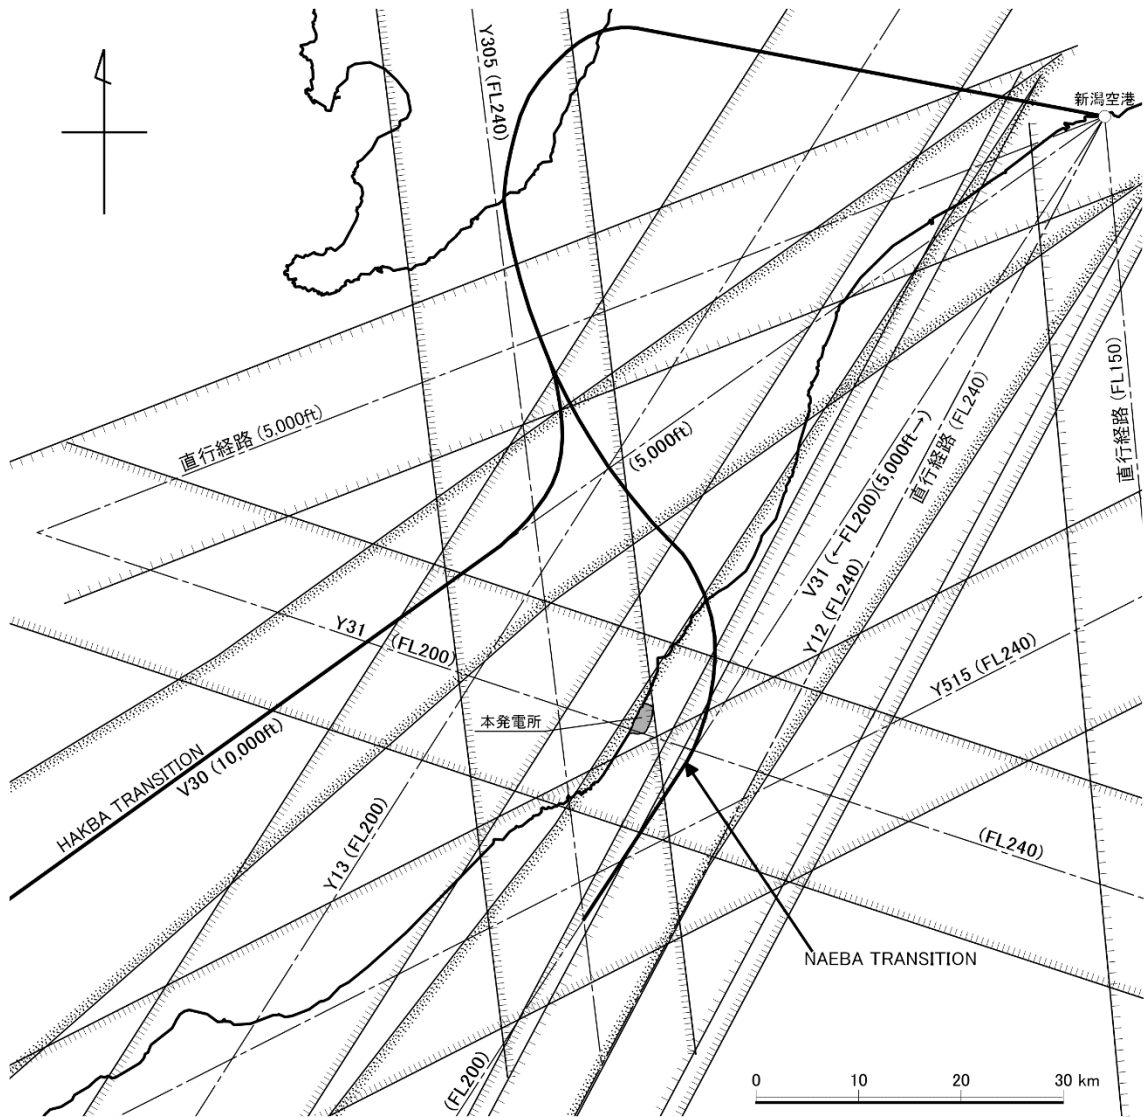 Y305 (FL240)
新潟空港
直行経路 (5,000ft)
(5,000ft)
V31 (←FL200)(5,000ft→)
直行経路 (FL240)
直行経路 (FL150)
Y12 (FL240)
Y31 (FL200)
Y515 (FL240)
本発電所
HAKBA TRANSITION
V30 (10,000ft)
Y13 (FL200)
(FL240)
NAEBA TRANSITION
(FL200)
0 10 20 30 km